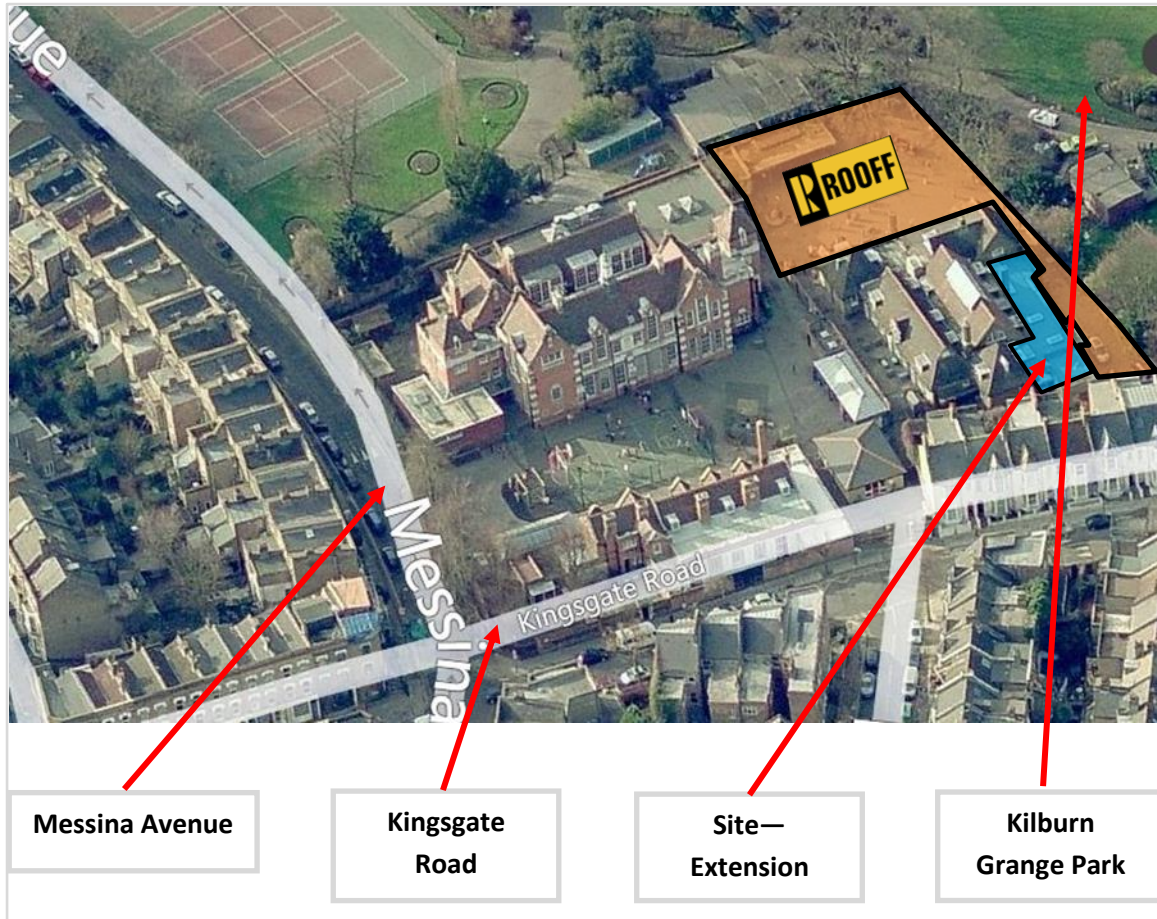 ue
ROOFF
Messina
Kingsgate Road
Messina Avenue
Kingsgate
Road
Site—
Extension
Kilburn
Grange Park